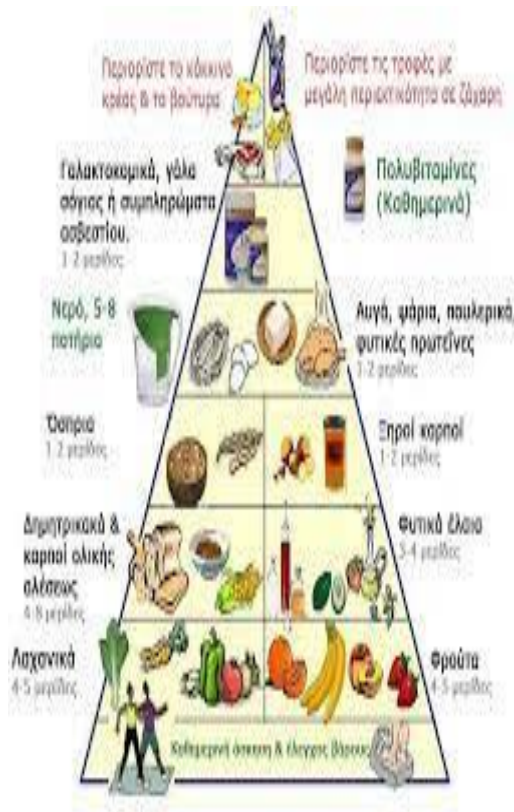 Περιορίστε το κόκκινο
κρέας & το βούτυρα
Περιορίστε τις τροφές με
μεγάλη περιεκτικότητα σε ζάχαρη
Γαλακτοκομικά, γάλα
σόγιας ή συμπληρώματα
ασβεστίου.
1-2 μερίδες
Πολυβιταμίνες
(Καθημερινά)
Νερό, 5-8
ποτήρια
Αυγά, ψάρια, πουλερικά,
φυτικές πρωτεΐνες
1-2 μερίδες
Όσπρια
1-2 μερίδες
Ξηροί καρποί
1-2 μερίδες
Δημητριακά &
καρποί ολικής
αλέσεως
4-8 μερίδες
Φυτικά έλαια
3-4 μερίδες
Λαχανικά
4-5 μερίδες
Φρούτα
4-5 μερίδες
Καθημερινή άσκηση & έλεγχος βάρους